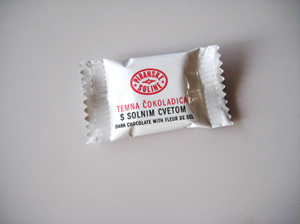 PIRANSKE
SOLINE
TEMNA ČOKOLADICA
S SOLNIM CVETOM
DARK CHOCOLATE WITH FLEUR DE SEL